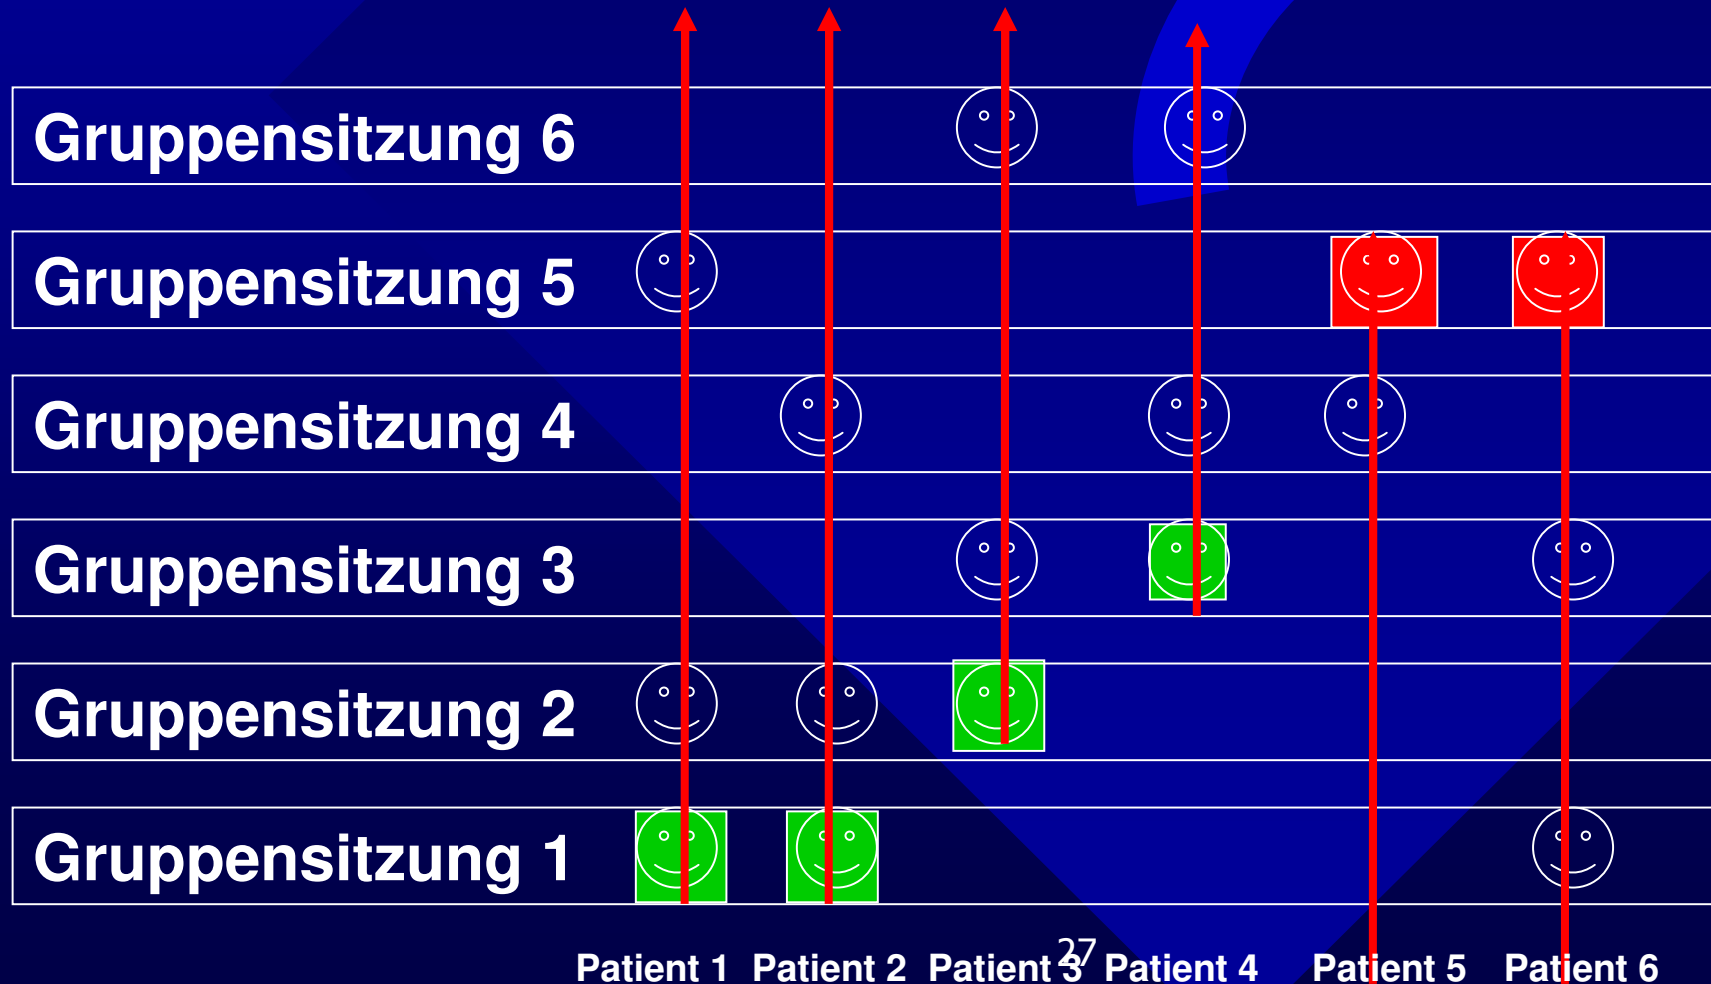 Gruppensitzung 6
Gruppensitzung 5
Gruppensitzung 4
Gruppensitzung 3
Gruppensitzung 2
Gruppensitzung 1
27
Patient 1 Patient 2 Patient 3 Patient 4 Patient 5 Patient 6